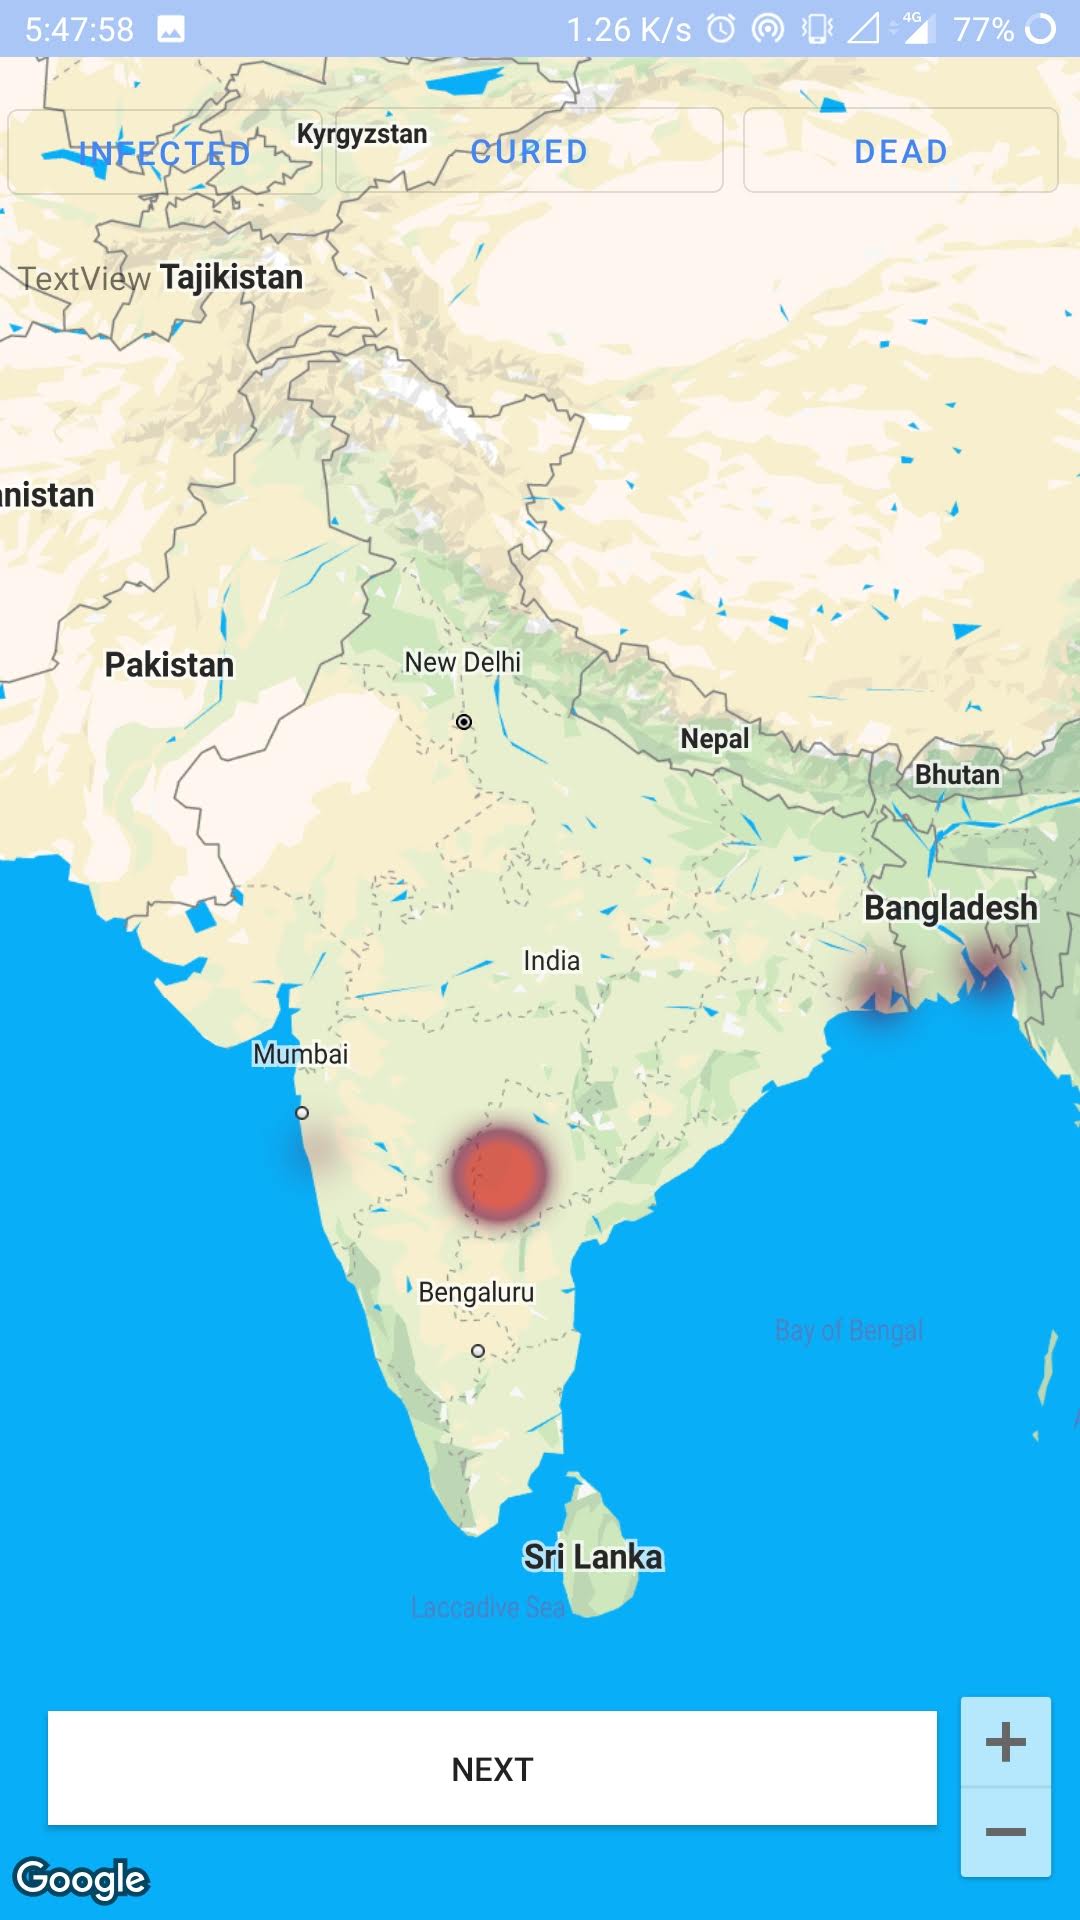 5:47:58 1.26 K/s 4G 77%
Kyrgyzstan
INFECTED CURED DEAD
TextView Tajikistan
anistan
Pakistan
New Delhi
Nepal
Bhutan
Bangladesh
India
Mumbai
Bengaluru
Bay of Bengal
Sri Lanka
Laccadive Sea
NEXT
+
−
Google